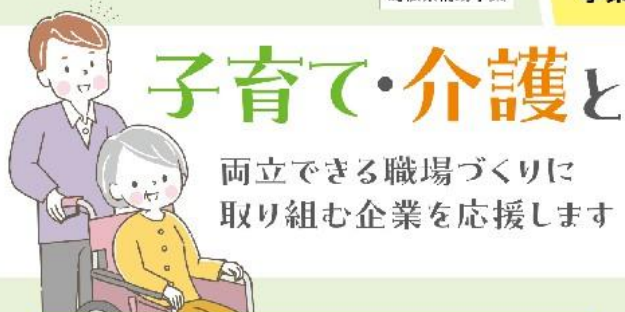 子育て・介護と
両立できる職場づくりに
取り組む企業を応援します